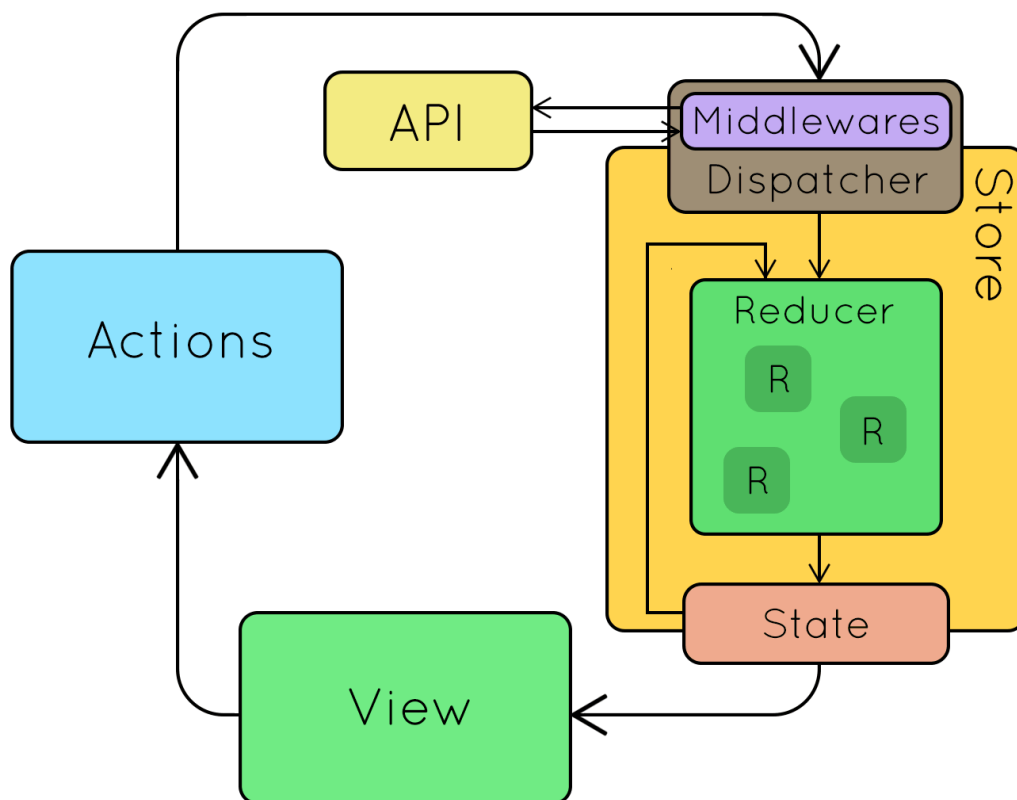 API
Middlewares
Dispatcher
Store
Actions
Reducer
R
R
R
State
View